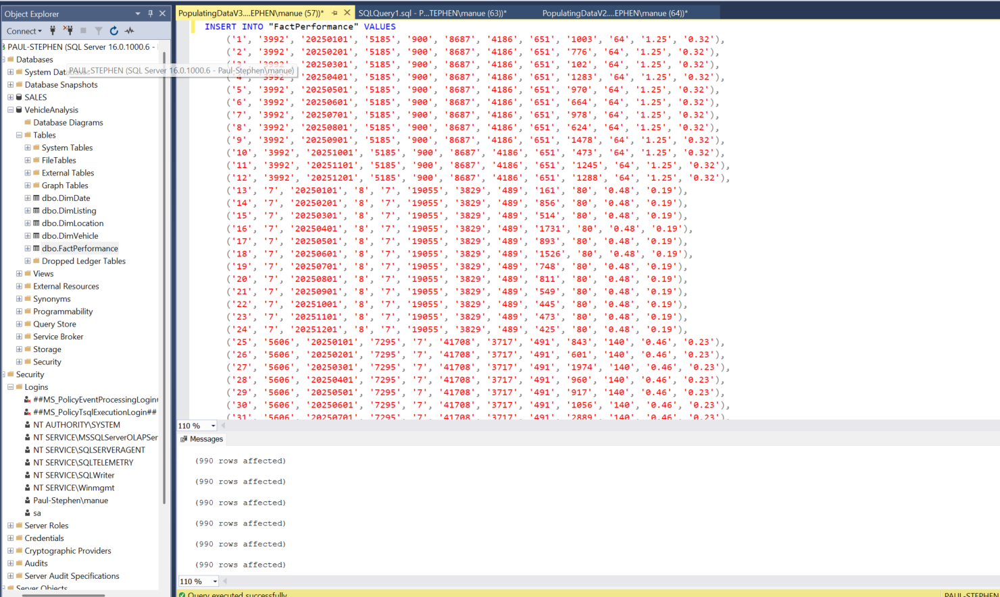 Object Explorer
Connect
PAUL-STEPHEN (SQL Server 16.0.1000.6 -
Databases
System Dat
PAUL-STEPHEN (SQL Server 16.0.1000.6 - Paul-Stephen\manue)
Database Snapshots
SALES
VehicleAnalysis
Database Diagrams
Tables
System Tables
FileTables
External Tables
Graph Tables
dbo.DimDate
dbo.DimListing
dbo.DimLocation
dbo.DimVehicle
dbo.FactPerformance
Dropped Ledger Tables
Views
External Resources
Synonyms
Programmability
Query Store
Service Broker
Storage
Security
Security
Logins
##MS_PolicyEventProcessingLogin
##MS_PolicyTsqlExecutionLogin##
NT AUTHORITY\SYSTEM
NT SERVICE\MSSQLServerOLAPSer
NT SERVICE\SQLSERVERAGENT
NT SERVICE\SQLTELEMETRY
NT SERVICE\SQLWriter
NT SERVICE\Winmgmt
Paul-Stephen\manue
sa
Server Roles
Credentials
Cryptographic Providers
Audits
Server Audit Specifications
Server Objects
PopulatingDataV3....EPHEN\manue (57))*
SQLQuery1.sql - P...TEPHEN\manue (63))*
PopulatingDataV2....EPHEN\manue (64))*
INSERT INTO "FactPerformance" VALUES
('1', '3992', '20250101', '5185', '900', '8687', '4186', '651', '1003', '64', '1.25', '0.32'),
('2', '3992', '20250201', '5185', '900', '8687', '4186', '651', '776', '64', '1.25', '0.32'),
('3', '3992', '20250301', '5185', '900', '8687', '4186', '651', '102', '64', '1.25', '0.32'),
('4', '3992', '20250401', '5185', '900', '8687', '4186', '651', '1283', '64', '1.25', '0.32'),
('5', '3992', '20250501', '5185', '900', '8687', '4186', '651', '970', '64', '1.25', '0.32'),
('6', '3992', '20250601', '5185', '900', '8687', '4186', '651', '664', '64', '1.25', '0.32'),
('7', '3992', '20250701', '5185', '900', '8687', '4186', '651', '978', '64', '1.25', '0.32'),
('8', '3992', '20250801', '5185', '900', '8687', '4186', '651', '624', '64', '1.25', '0.32'),
('9', '3992', '20250901', '5185', '900', '8687', '4186', '651', '1478', '64', '1.25', '0.32'),
('10', '3992', '20251001', '5185', '900', '8687', '4186', '651', '473', '64', '1.25', '0.32'),
('11', '3992', '20251101', '5185', '900', '8687', '4186', '651', '1245', '64', '1.25', '0.32'),
('12', '3992', '20251201', '5185', '900', '8687', '4186', '651', '1288', '64', '1.25', '0.32'),
('13', '7', '20250101', '8', '7', '19055', '3829', '489', '161', '80', '0.48', '0.19'),
('14', '7', '20250201', '8', '7', '19055', '3829', '489', '856', '80', '0.48', '0.19'),
('15', '7', '20250301', '8', '7', '19055', '3829', '489', '514', '80', '0.48', '0.19'),
('16', '7', '20250401', '8', '7', '19055', '3829', '489', '1731', '80', '0.48', '0.19'),
('17', '7', '20250501', '8', '7', '19055', '3829', '489', '893', '80', '0.48', '0.19'),
('18', '7', '20250601', '8', '7', '19055', '3829', '489', '1526', '80', '0.48', '0.19'),
('19', '7', '20250701', '8', '7', '19055', '3829', '489', '748', '80', '0.48', '0.19'),
('20', '7', '20250801', '8', '7', '19055', '3829', '489', '811', '80', '0.48', '0.19'),
('21', '7', '20250901', '8', '7', '19055', '3829', '489', '549', '80', '0.48', '0.19'),
('22', '7', '20251001', '8', '7', '19055', '3829', '489', '445', '80', '0.48', '0.19'),
('23', '7', '20251101', '8', '7', '19055', '3829', '489', '473', '80', '0.48', '0.19'),
('24', '7', '20251201', '8', '7', '19055', '3829', '489', '425', '80', '0.48', '0.19'),
('25', '5606', '20250101', '7295', '7', '41708', '3717', '491', '843', '140', '0.46', '0.23'),
('26', '5606', '20250201', '7295', '7', '41708', '3717', '491', '601', '140', '0.46', '0.23'),
('27', '5606', '20250301', '7295', '7', '41708', '3717', '491', '1974', '140', '0.46', '0.23'),
('28', '5606', '20250401', '7295', '7', '41708', '3717', '491', '960', '140', '0.46', '0.23'),
('29', '5606', '20250501', '7295', '7', '41708', '3717', '491', '917', '140', '0.46', '0.23'),
('30', '5606', '20250601', '7295', '7', '41708', '3717', '491', '1056', '140', '0.46', '0.23'),
('31', '5606', '20250701', '7295', '7', '41708', '3717', '491', '2889', '140', '0.46', '0.23'),
110 %
Messages
(990 rows affected)
(990 rows affected)
(990 rows affected)
(990 rows affected)
(990 rows affected)
(990 rows affected)
110 %
Query executed successfully
PAUL-STEPHEN